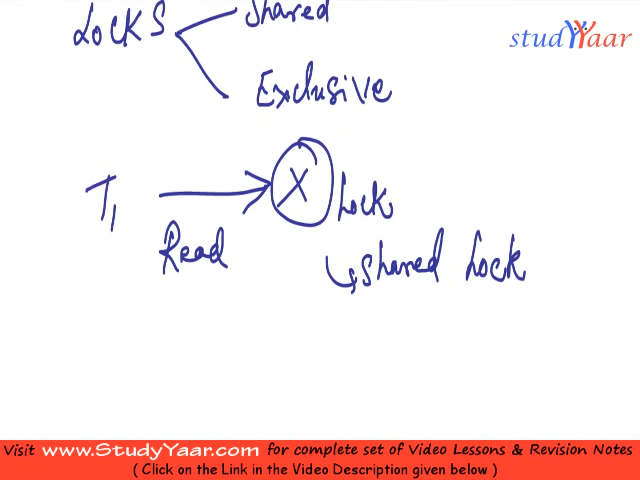 Shared
LOCKS
studYYaar
Exclusive
T1
X
Lock
Read
Shared Lock
Visit www.StudyYaar.com for complete set of Video Lessons & Revision Notes
( Click on the Link in the Video Description given below )